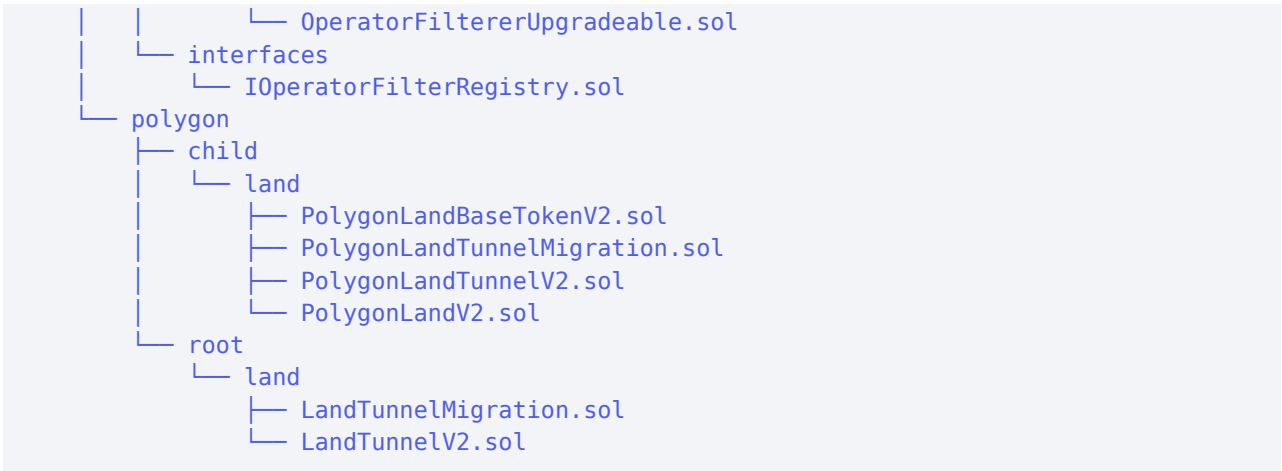 │   │       └── OperatorFiltererUpgradeable.sol
│   └── interfaces
│       └── IOperatorFilterRegistry.sol
└── polygon
    ├── child
    │   └── land
    │       ├── PolygonLandBaseTokenV2.sol
    │       ├── PolygonLandTunnelMigration.sol
    │       ├── PolygonLandTunnelV2.sol
    │       └── PolygonLandV2.sol
    └── root
        └── land
            ├── LandTunnelMigration.sol
            └── LandTunnelV2.sol